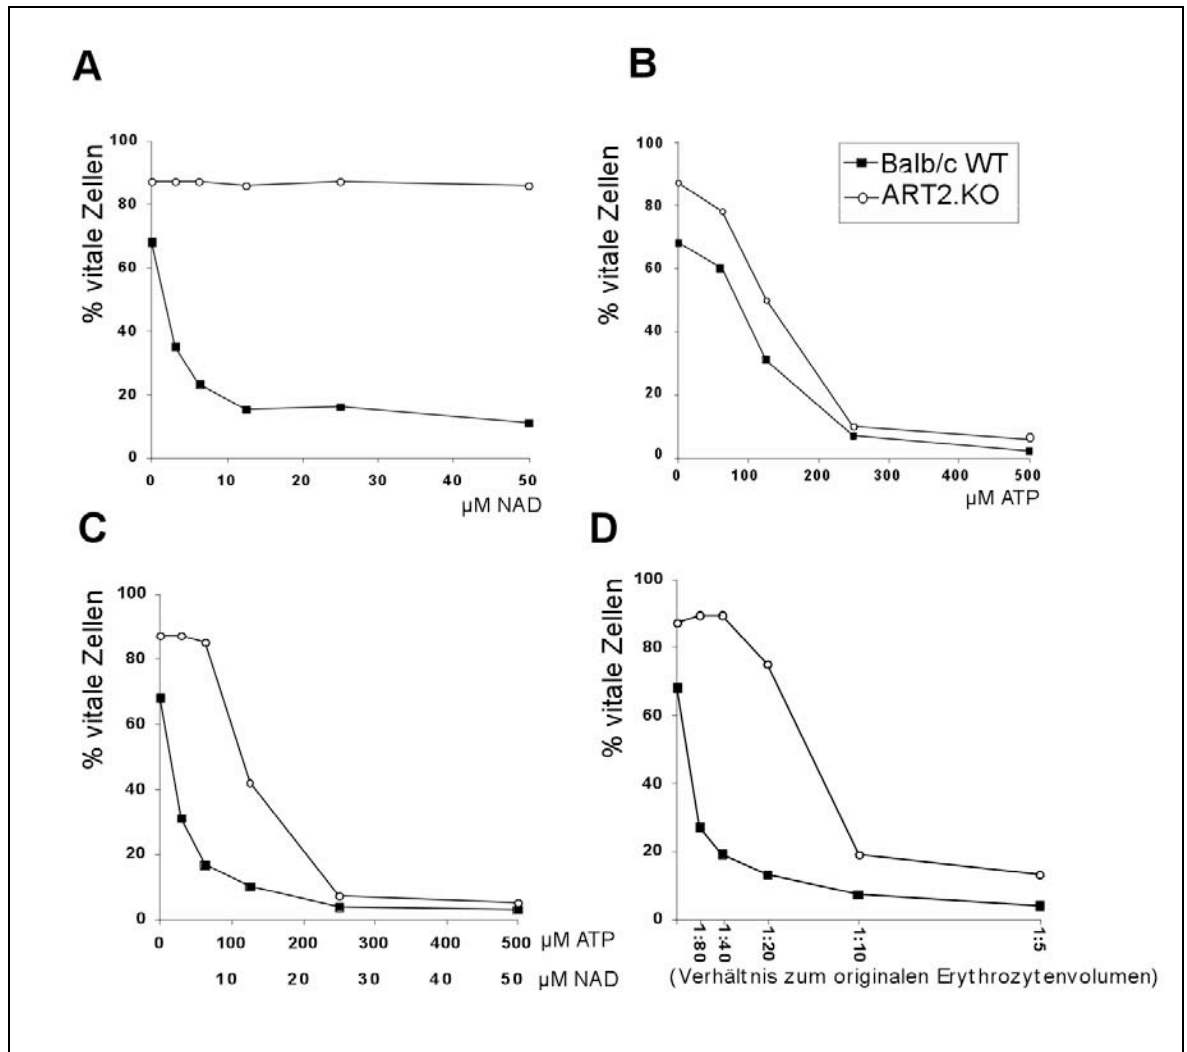 A
% vitale Zellen
100
80
60
40
20
0
0 10 20 30 40 50
µM NAD
B
% vitale Zellen
100
80
60
40
20
0
0 100 200 300 400 500
µM ATP
Balb/c WT
ART2.KO
C
% vitale Zellen
100
80
60
40
20
0
0 100 200 300 400 500 µM ATP
10 20 30 40 50 µM NAD
D
% vitale Zellen
100
80
60
40
20
0
1:80 1:40 1:20 1:10 1:5
(Verhältnis zum originalen Erythrozytenvolumen)